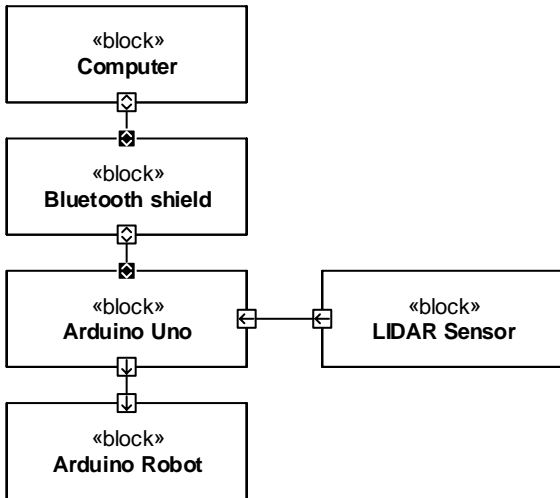 «block»
Computer
«block»
Bluetooth shield
«block»
Arduino Uno
«block»
LIDAR Sensor
«block»
Arduino Robot